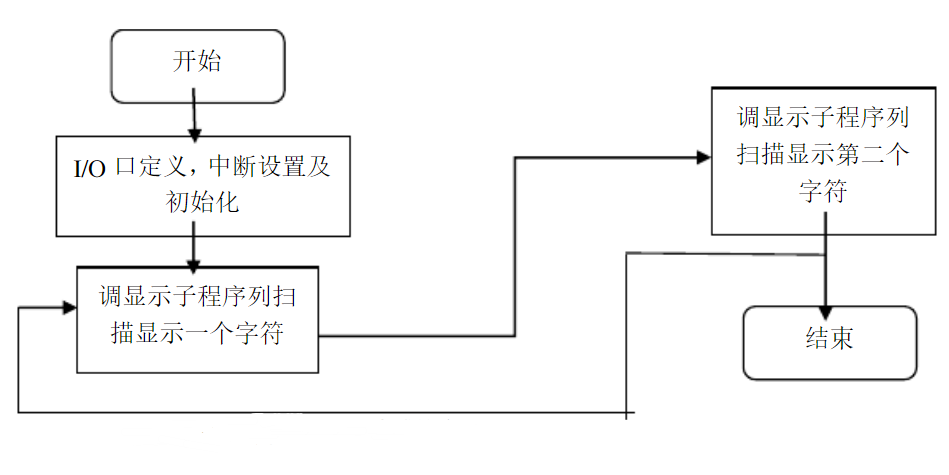 开始
I/O 口定义，中断设置及
初始化
调显示子程序列扫
描显示一个字符
调显示子程序列
扫描显示第二个
字符
结束